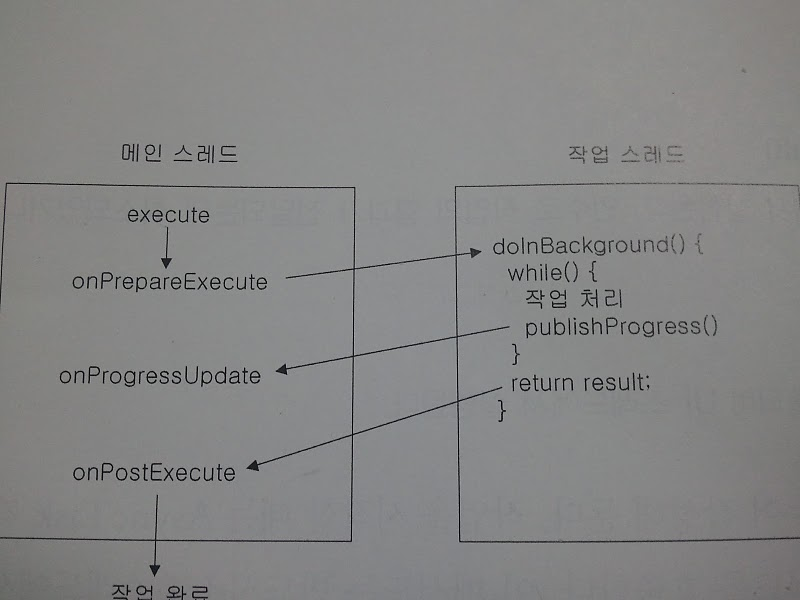 메인 스레드
작업 스레드
execute
onPrepareExecute
onProgressUpdate
onPostExecute
작업 완료
doInBackground() {
while() {
작업 처리
publishProgress()
}
return result;
}